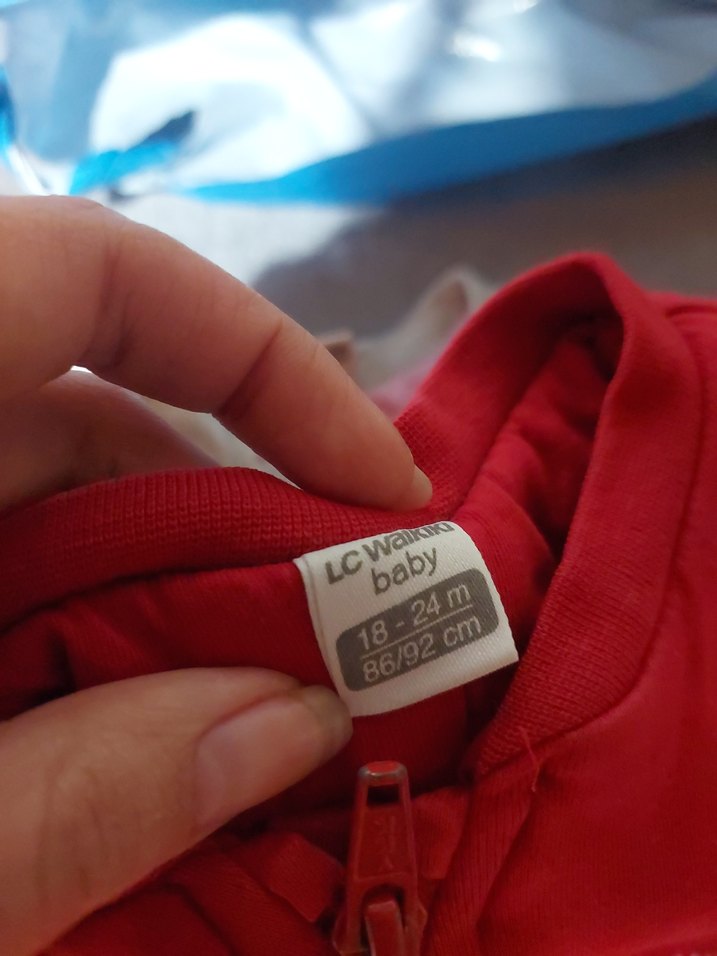 LC Waikiki
baby
18 - 24 m
86/92 cm